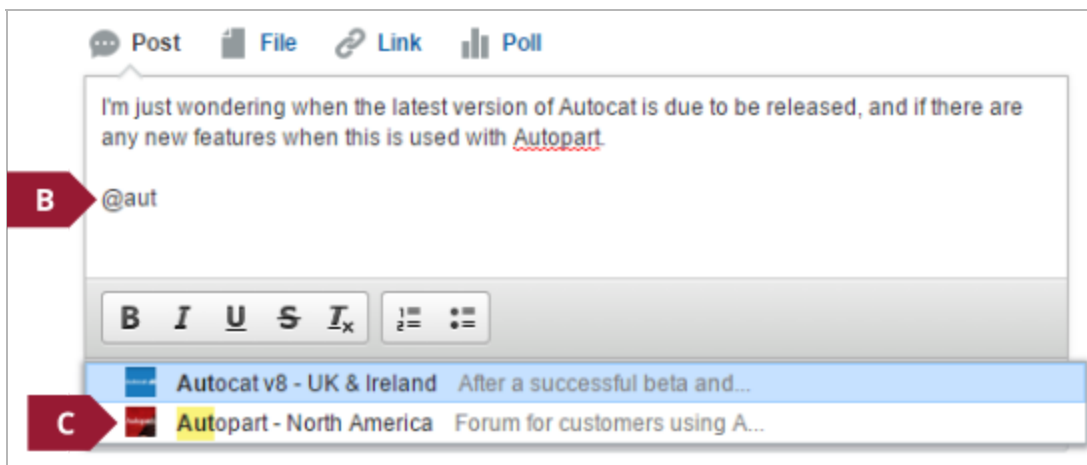 Post File Link Poll
I'm just wondering when the latest version of Autocat is due to be released, and if there are
any new features when this is used with Autopart.
B
@aut
B I U S Tx
Autocat v8 - UK & Ireland After a successful beta and...
C
Autopart - North America Forum for customers using A...